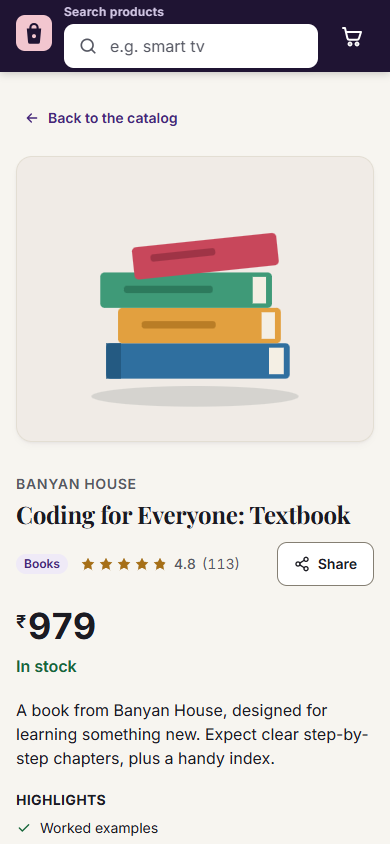 Search products
e.g. smart tv
Back to the catalog
BANYAN HOUSE
Coding for Everyone: Textbook
Books 4.8 (113) Share
₹979
In stock
A book from Banyan House, designed for
learning something new. Expect clear step-by-
step chapters, plus a handy index.
HIGHLIGHTS
Worked examples